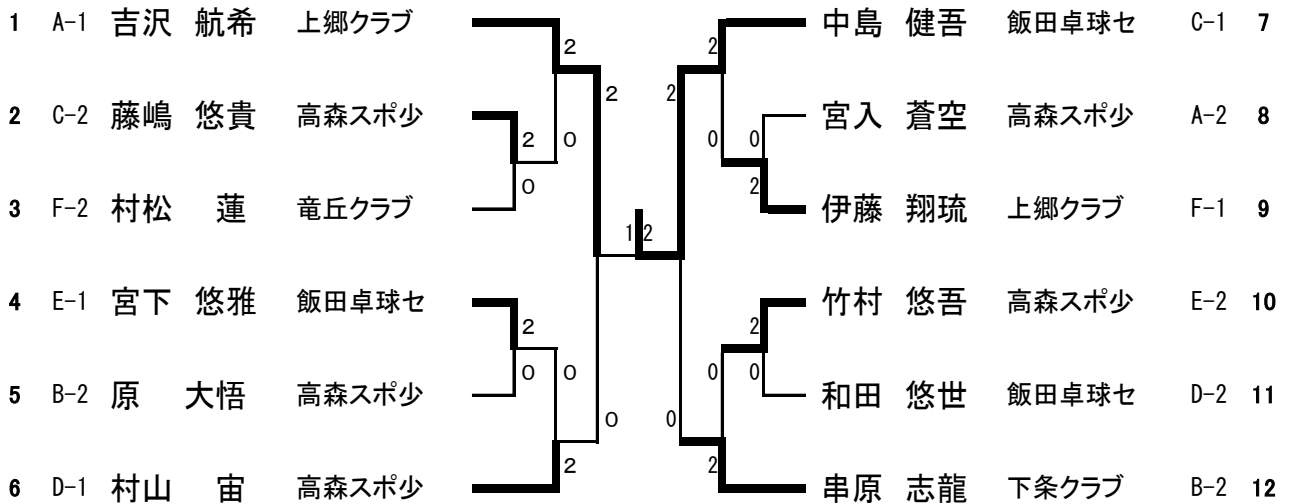 1 A-1 吉沢 航希 上郷クラブ
2
2
0
0
0
2 C-2 藤嶋 悠貴 高森スポ少
3 F-2 村松 蓮 竜丘クラブ
2
1
4 E-1 宮下 悠雅 飯田卓球セ
2
0
0
0
2
5 B-2 原 大悟 高森スポ少
6 D-1 村山 宙 高森スポ少
中島 健吾 飯田卓球セ C-1 7
2
2
0
0
2
宮入 蒼空 高森スポ少 A-2 8
伊藤 翔琉 上郷クラブ F-1 9
2
竹村 悠吾 高森スポ少 E-2 10
2
0
0
0
2
和田 悠世 飯田卓球セ D-2 11
串原 志龍 下条クラブ B-2 12